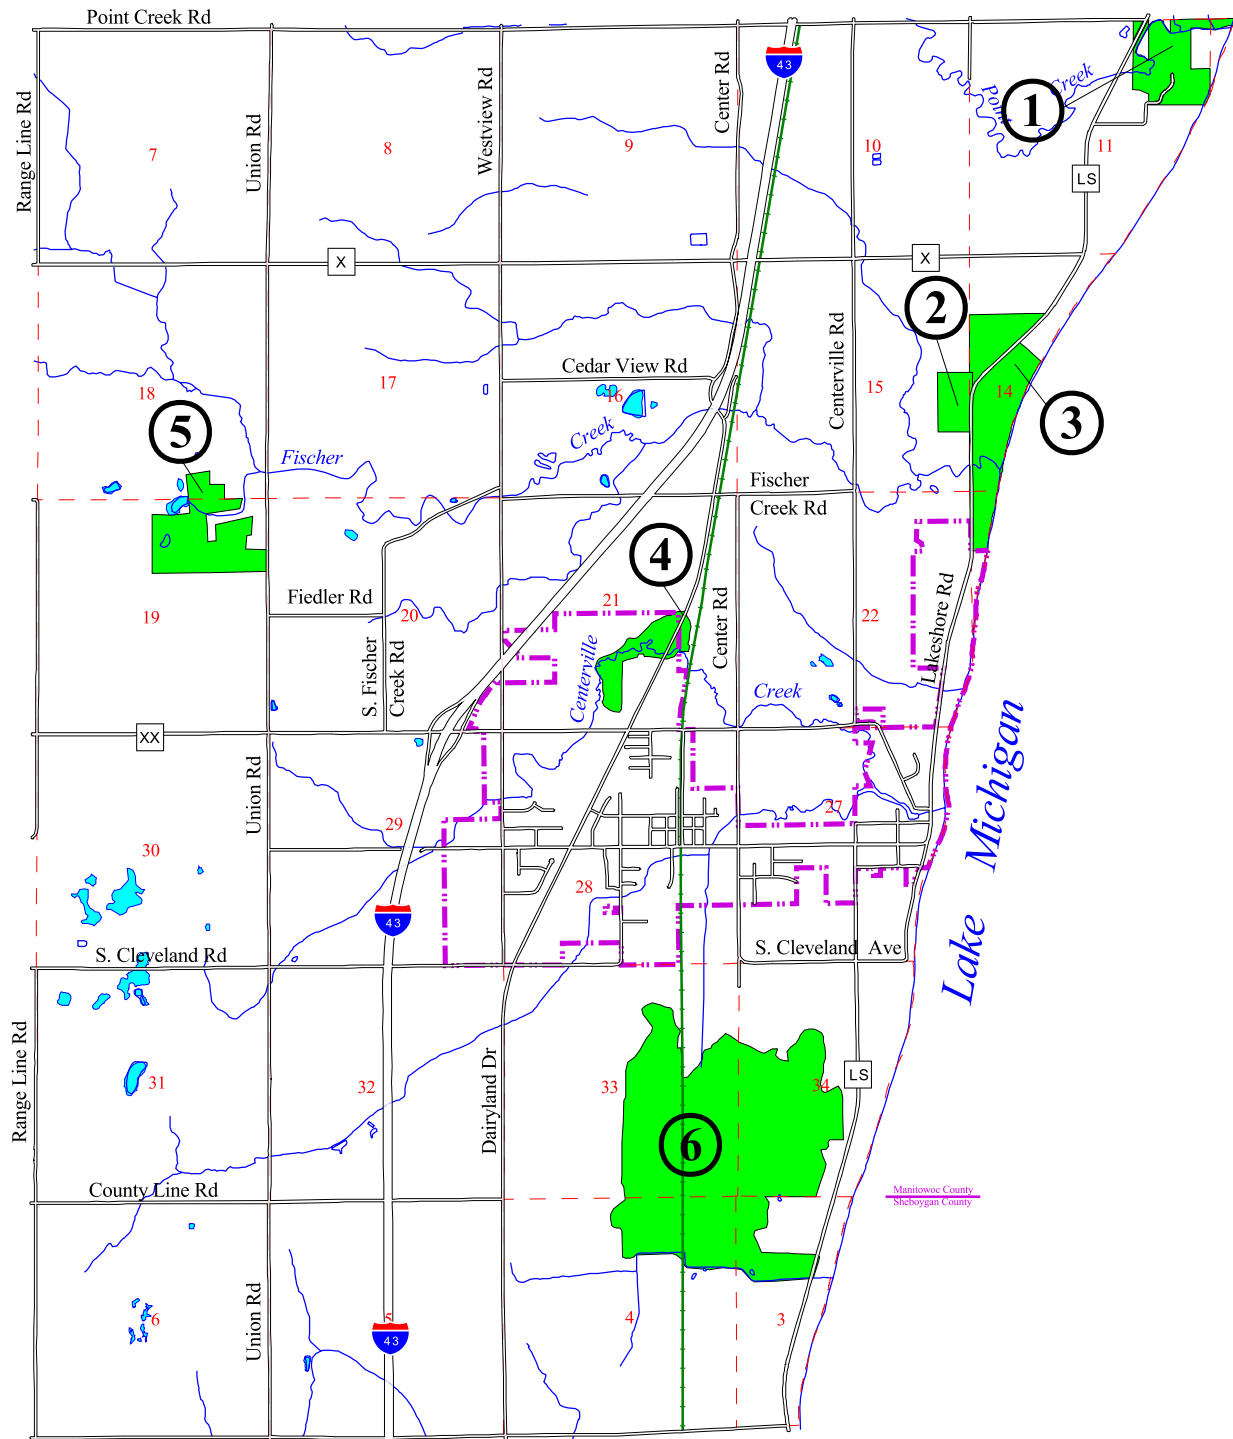 Point Creek Rd
Range Line Rd
Union Rd
Westview Rd
Center Rd
43
Point
Creek
1
7
8
9
10
11
LS
X
X
2
Centerville Rd
Cedar View Rd
18
17
16
15
14
3
5
Fischer
Creek
Fischer
Creek Rd
4
Fiedler Rd
19
20
21
22
S. Fischer
Creek Rd
Centerville
Center Rd
Creek
Lakeshore Rd
XX
Union Rd
Lake Michigan
29
27
30
28
43
S. Cleveland Rd
S. Cleveland Ave
Range Line Rd
Dairyland Dr
31
32
33
34
LS
6
County Line Rd
Manitowoc County
Sheboygan County
Union Rd
6
5
4
3
43